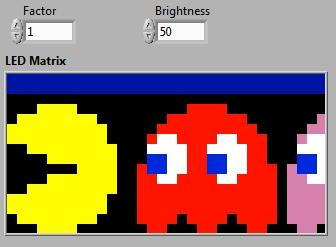 Factor
Brightness
1
50
LED Matrix